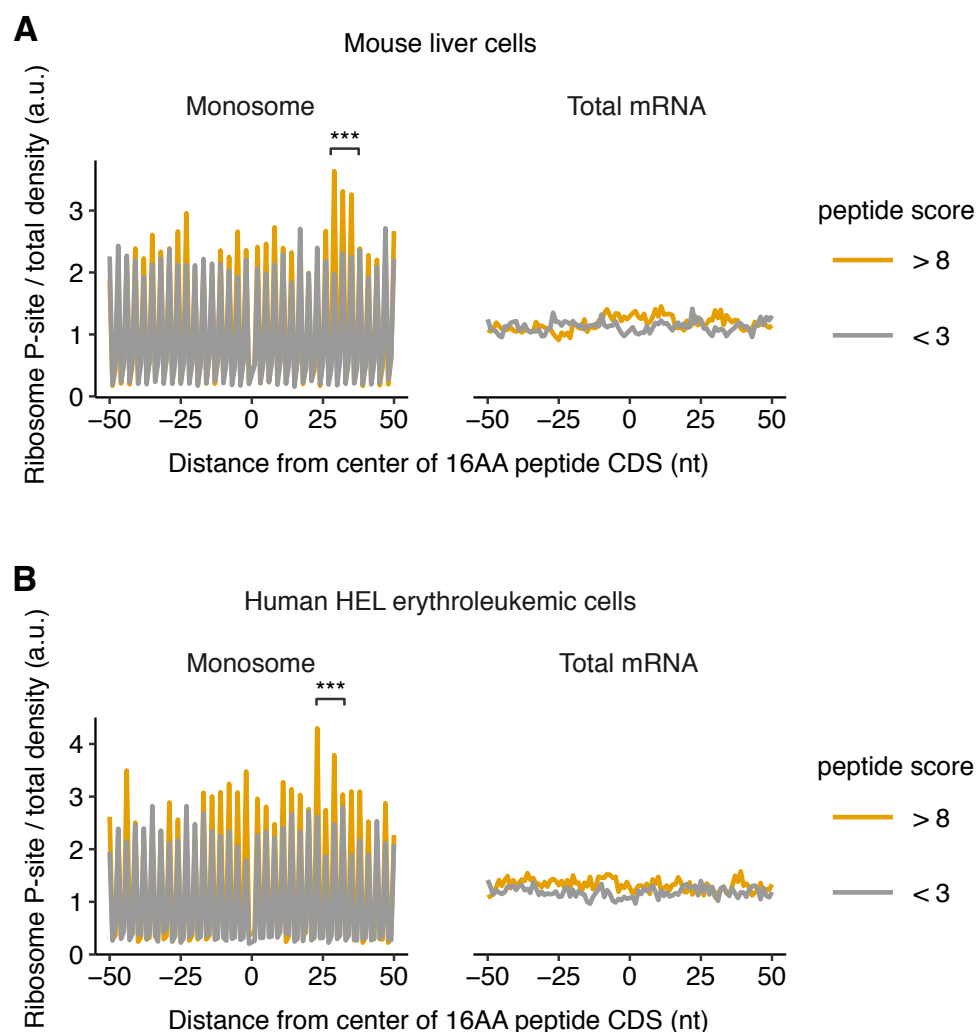 A
Mouse liver cells
Monosome
Total mRNA
Ribosome P-site / total density (a.u.)
***
3
2
1
0
−50
−25
0
25
50
−50
−25
0
25
50
Distance from center of 16AA peptide CDS (nt)
peptide score
> 8
< 3
B
Human HEL erythroleukemic cells
Monosome
Total mRNA
Ribosome P-site / total density (a.u.)
***
4
3
2
1
0
−50
−25
0
25
50
−50
−25
0
25
50
Distance from center of 16AA peptide CDS (nt)
peptide score
> 8
< 3